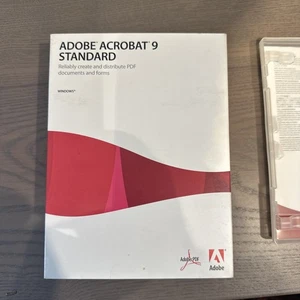 ADOBE ACROBAT 9
STANDARD
Reliably create and distribute PDF
documents and forms
WINDOWS®
Adobe PDF
Adobe